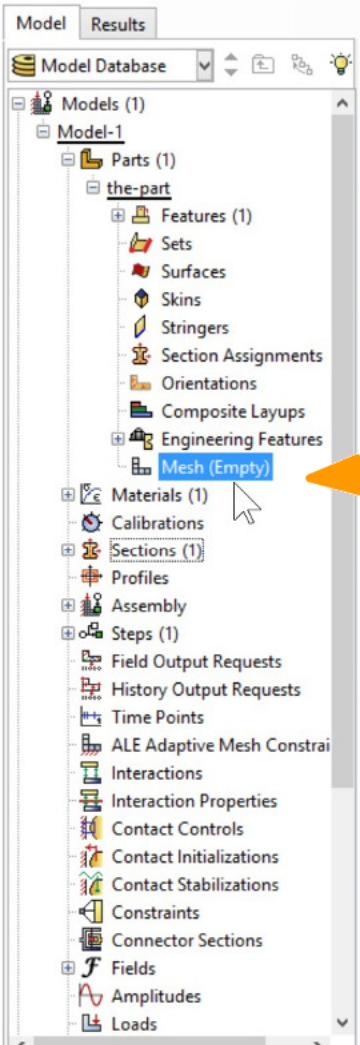 Model Results
Model Database
Models (1)
Model-1
Parts (1)
the-part
Features (1)
Sets
Surfaces
Skins
Stringers
Section Assignments
Orientations
Composite Layups
Engineering Features
Mesh (Empty)
Materials (1)
Calibrations
Sections (1)
Profiles
Assembly
Steps (1)
Field Output Requests
History Output Requests
Time Points
ALE Adaptive Mesh Constrai
Interactions
Interaction Properties
Contact Controls
Contact Initializations
Contact Stabilizations
Constraints
Connector Sections
Fields
Amplitudes
Loads